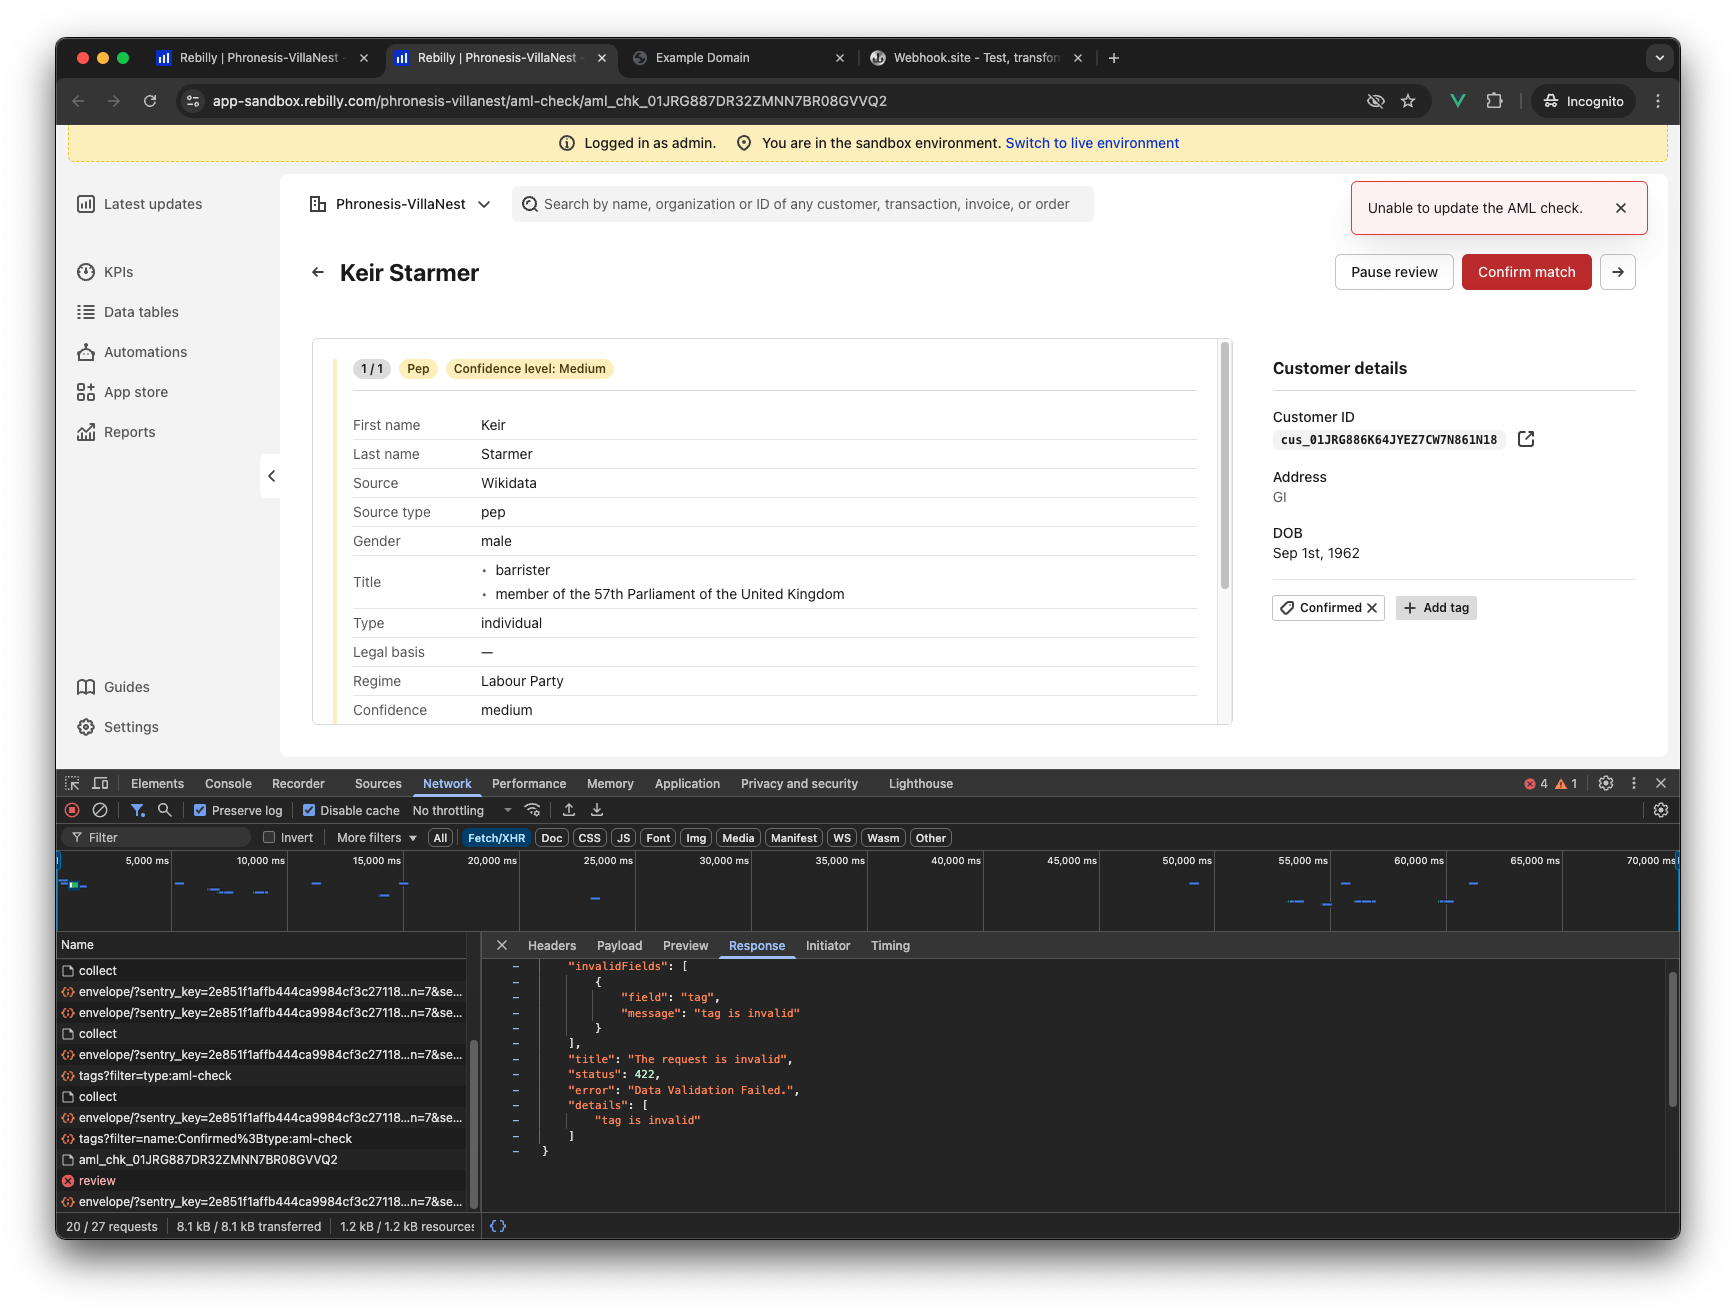 Rebilly | Phronesis-VillaNest -
Rebilly | Phronesis-VillaNest -
Example Domain
Webhook.site - Test, transfor
app-sandbox.rebilly.com/phronesis-villanest/aml-check/aml_chk_01JRG887DR32ZMNN7BR08GVVQ2
Incognito
Logged in as admin. You are in the sandbox environment. Switch to live environment
Latest updates
KPIs
Data tables
Automations
App store
Reports
Guides
Settings
Phronesis-VillaNest
Search by name, organization or ID of any customer, transaction, invoice, or order
Unable to update the AML check.
Keir Starmer
Pause review
Confirm match
1 / 1 Pep Confidence level: Medium
First name Keir
Last name Starmer
Source Wikidata
Source type pep
Gender male
Title
• barrister
• member of the 57th Parliament of the United Kingdom
Type individual
Legal basis —
Regime Labour Party
Confidence medium
Customer details
Customer ID
cus_01JRG886K64JYEZ7CW7N861N18
Address
GI
DOB
Sep 1st, 1962
Confirmed
Add tag
Elements Console Recorder Sources Network Performance Memory Application Privacy and security Lighthouse 4 1
Preserve log Disable cache No throttling
Filter Invert More filters All Fetch/XHR Doc CSS JS Font Img Media Manifest WS Wasm Other
5,000 ms 10,000 ms 15,000 ms 20,000 ms 25,000 ms 30,000 ms 35,000 ms 40,000 ms 45,000 ms 50,000 ms 55,000 ms 60,000 ms 65,000 ms 70,000 ms
Name
collect
envelope/?sentry_key=2e851f1affb444ca9984cf3c27118...n=7&se...
envelope/?sentry_key=2e851f1affb444ca9984cf3c27118...n=7&se...
collect
envelope/?sentry_key=2e851f1affb444ca9984cf3c27118...n=7&se...
tags?filter=type:aml-check
collect
envelope/?sentry_key=2e851f1affb444ca9984cf3c27118...n=7&se...
tags?filter=name:Confirmed%3Btype:aml-check
aml_chk_01JRG887DR32ZMNN7BR08GVVQ2
review
envelope/?sentry_key=2e851f1affb444ca9984cf3c27118...n=7&se...
20 / 27 requests 8.1 kB / 8.1 kB transferred 1.2 kB / 1.2 kB resources
Headers Payload Preview Response Initiator Timing
"invalidFields": [
{
"field": "tag",
"message": "tag is invalid"
}
],
"title": "The request is invalid",
"status": 422,
"error": "Data Validation Failed.",
"details": [
"tag is invalid"
]
}
{ }